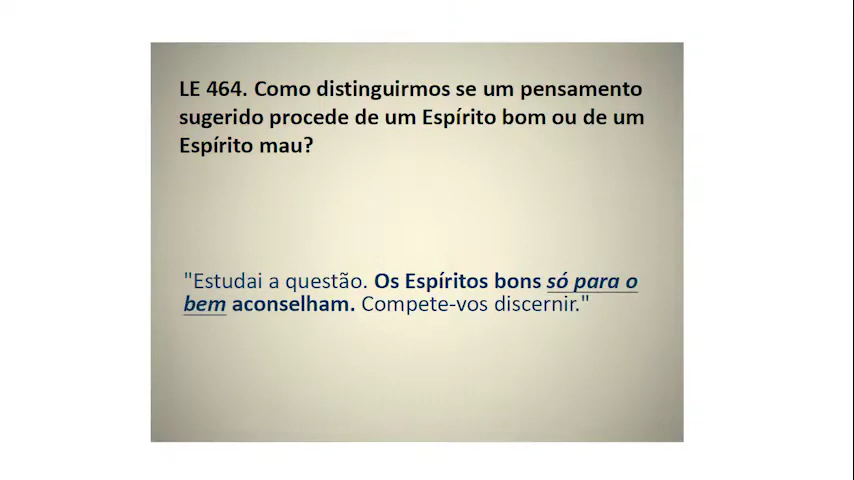 LE 464. Como distinguirmos se um pensamento
sugerido procede de um Espírito bom ou de um
Espírito mau?
"Estudai a questão. Os Espíritos bons só para o
bem aconselham. Compete-vos discernir."